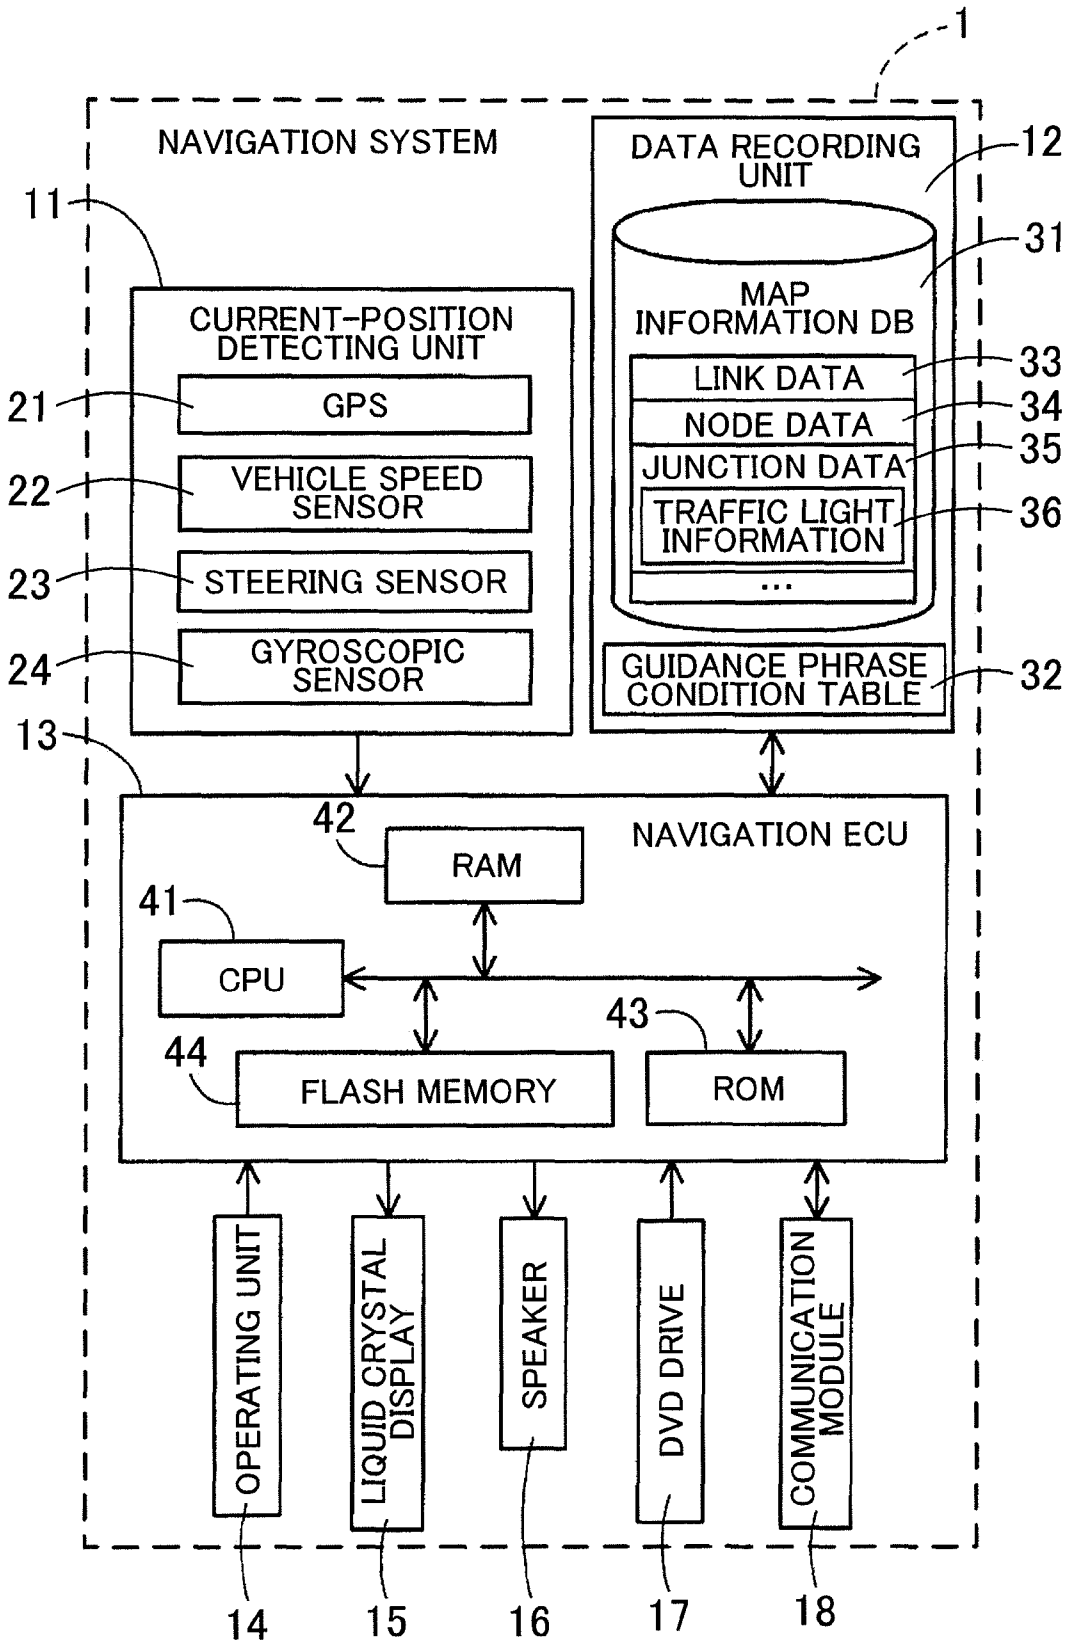 1
NAVIGATION SYSTEM
DATA RECORDING
UNIT
12
11
31
MAP
INFORMATION DB
CURRENT-POSITION
DETECTING UNIT
33
LINK DATA
21
GPS
34
NODE DATA
35
JUNCTION DATA
22
VEHICLE SPEED
SENSOR
36
TRAFFIC LIGHT
INFORMATION
23
STEERING SENSOR
...
24
GYROSCOPIC
SENSOR
GUIDANCE PHRASE
CONDITION TABLE
32
13
42
NAVIGATION ECU
RAM
41
CPU
43
44
FLASH MEMORY
ROM
OPERATING UNIT
LIQUID CRYSTAL
DISPLAY
SPEAKER
DVD DRIVE
COMMUNICATION
MODULE
14
15
16
17
18